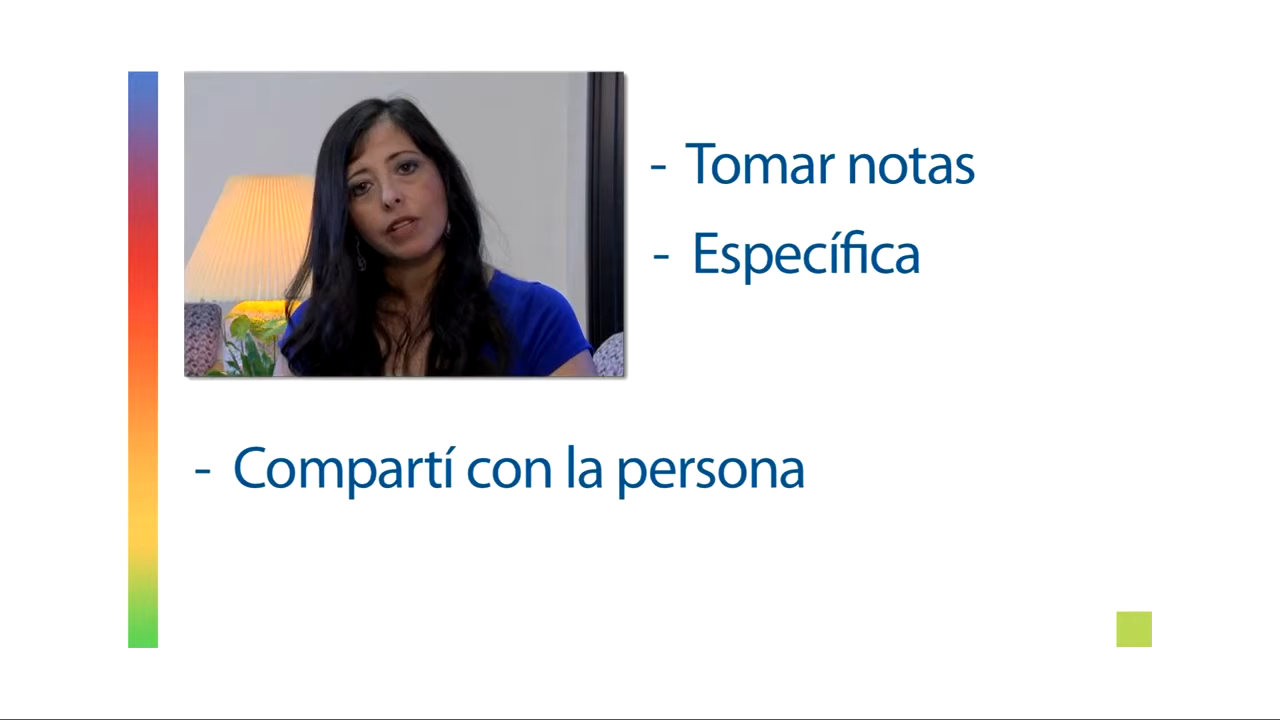 - Tomar notas
- Específica
- Compartí con la persona